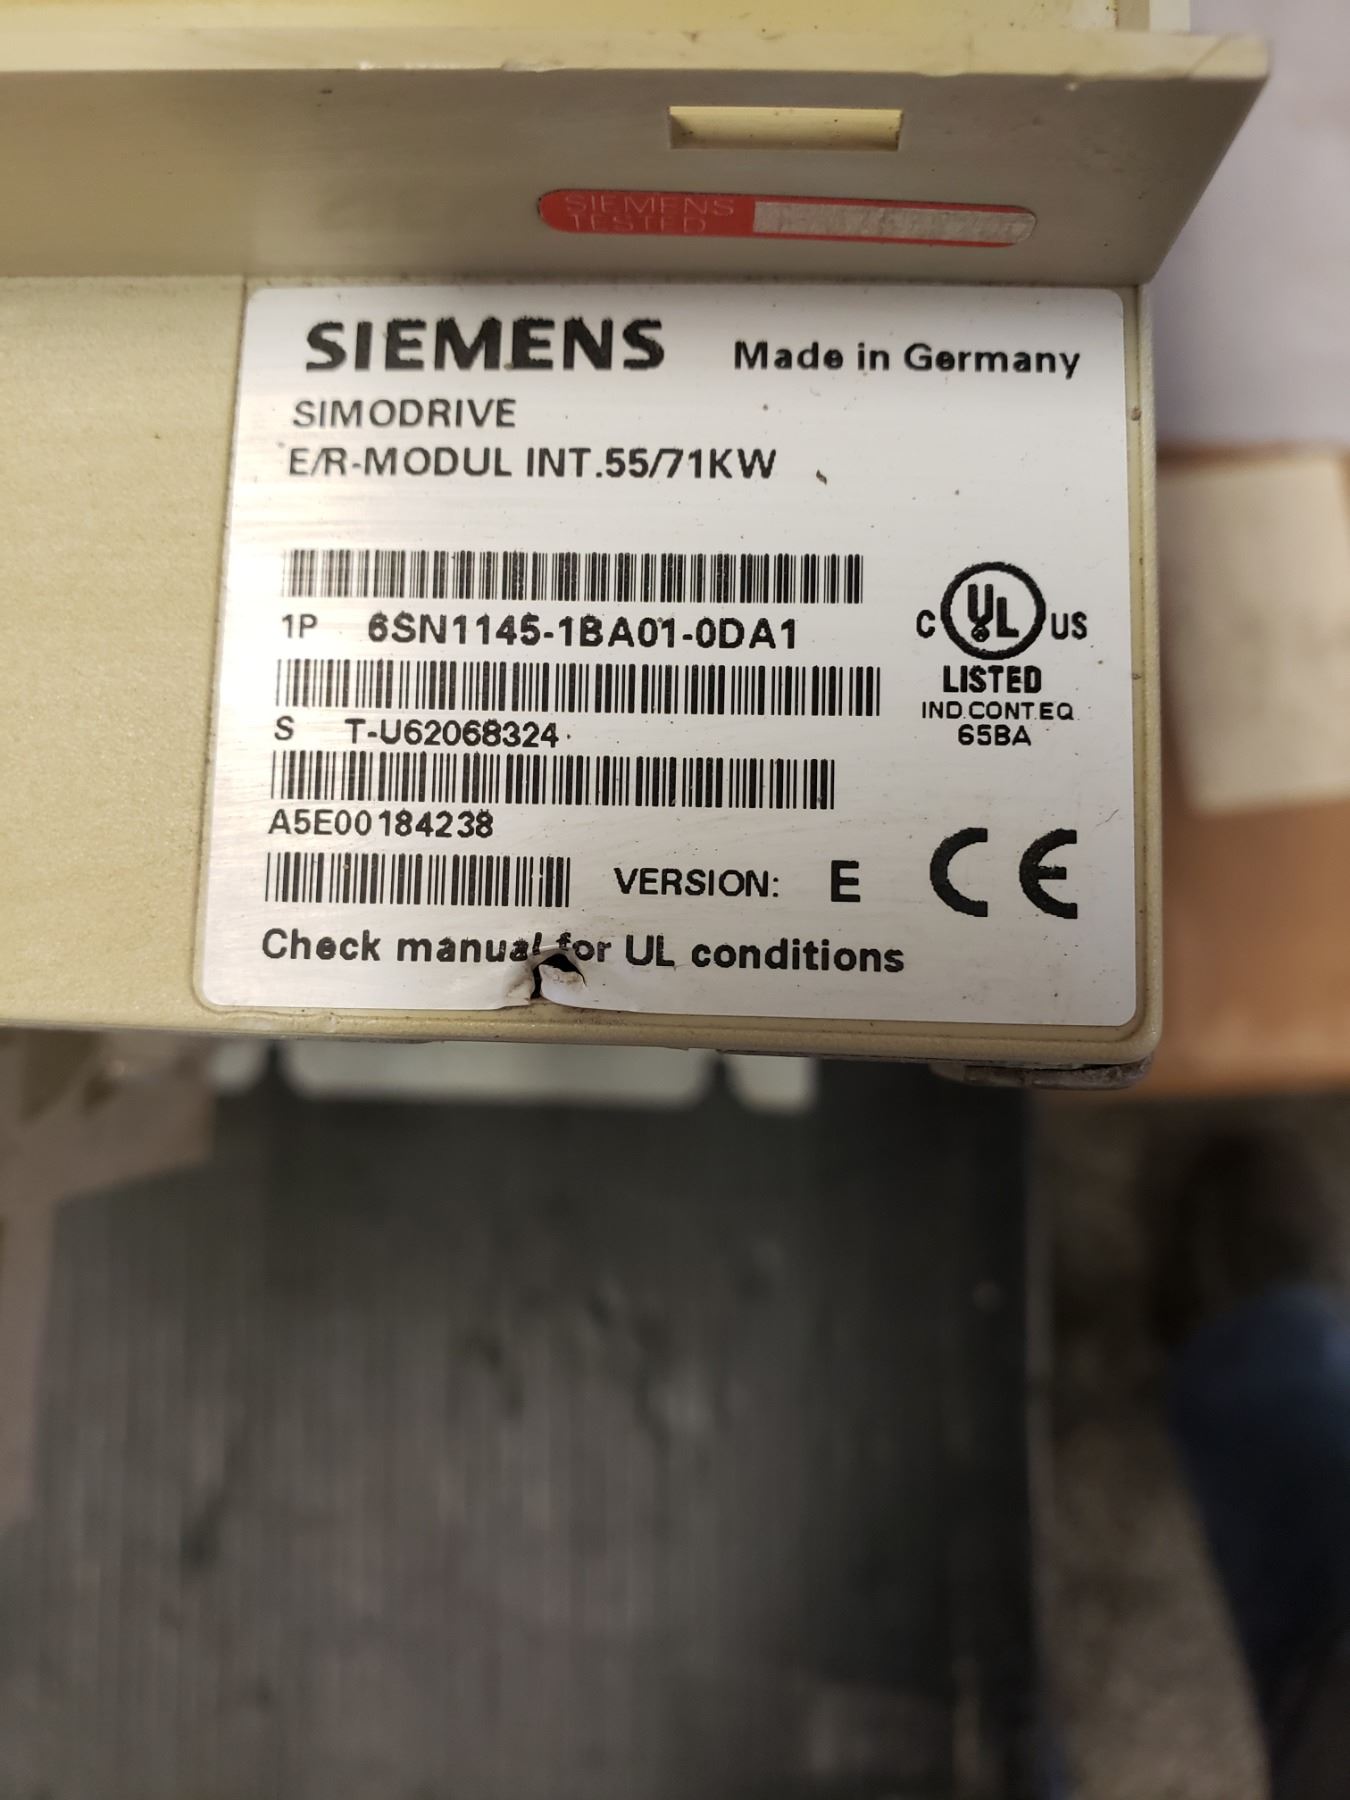 SIEMENS
TESTED
SIEMENS Made in Germany
SIMODRIVE
E/R-MODUL INT.55/71KW
1P 6SN1145-1BA01-0DA1
C UL US
LISTED
IND.CONT.EQ
65BA
S T-U62068324
A5E00184238
VERSION: E CE
Check manual for UL conditions